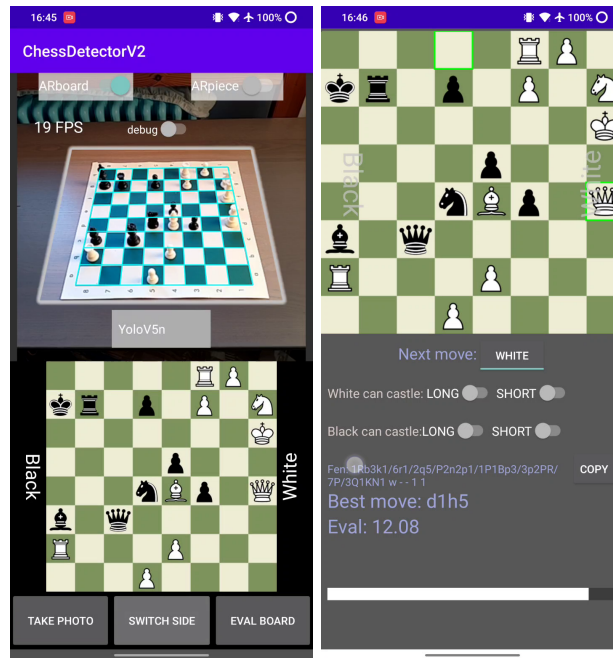 16:45
100%
ChessDetectorV2
ARboard
ARpiece
19 FPS
debug
YoloV5n
Black
White
TAKE PHOTO
SWITCH SIDE
EVAL BOARD
16:46
100%
Black
White
Next move: WHITE
White can castle: LONG SHORT
Black can castle:LONG SHORT
Fen: 1Rb3k1/6r1/2q5/P2n2p1/1P1Bp3/3p2PR/
7P/3Q1KN1 w - - 1 1
COPY
Best move: d1h5
Eval: 12.08